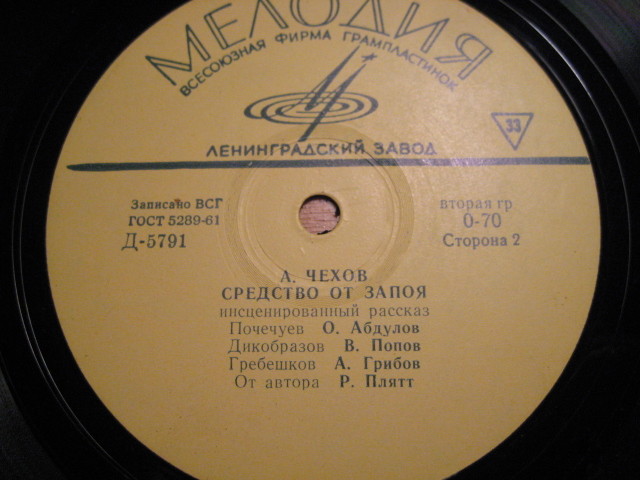 МЕЛОДИЯ
ВСЕСОЮЗНАЯ ФИРМА ГРАМПЛАСТИНОК
33
ЛЕНИНГРАДСКИЙ ЗАВОД
Записано ВСГ
ГОСТ 5289-61
Д-5791
вторая гр
0-70
Сторона 2
А. ЧЕХОВ
СРЕДСТВО ОТ ЗАПОЯ
инсценированный рассказ
Почечуев О. Абдулов
Дикобразов В. Попов
Гребешков А. Грибов
От автора Р. Плятт